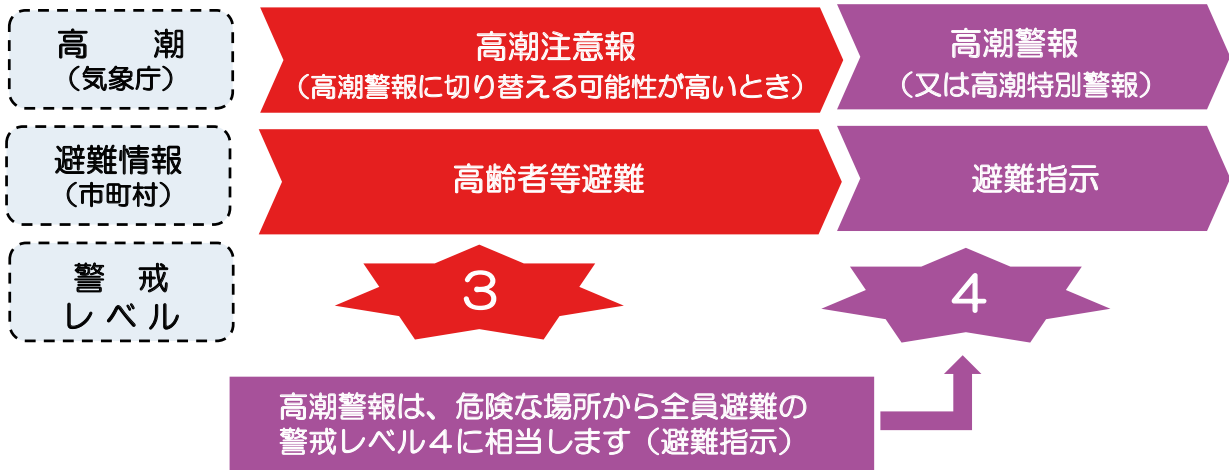 高　潮
（気象庁）
高潮注意報
（高潮警報に切り替える可能性が高いとき）
高潮警報
（又は高潮特別警報）
避難情報
（市町村）
高齢者等避難
避難指示
警　戒
レベル
3
4
高潮警報は、危険な場所から全員避難の
警戒レベル４に相当します（避難指示）